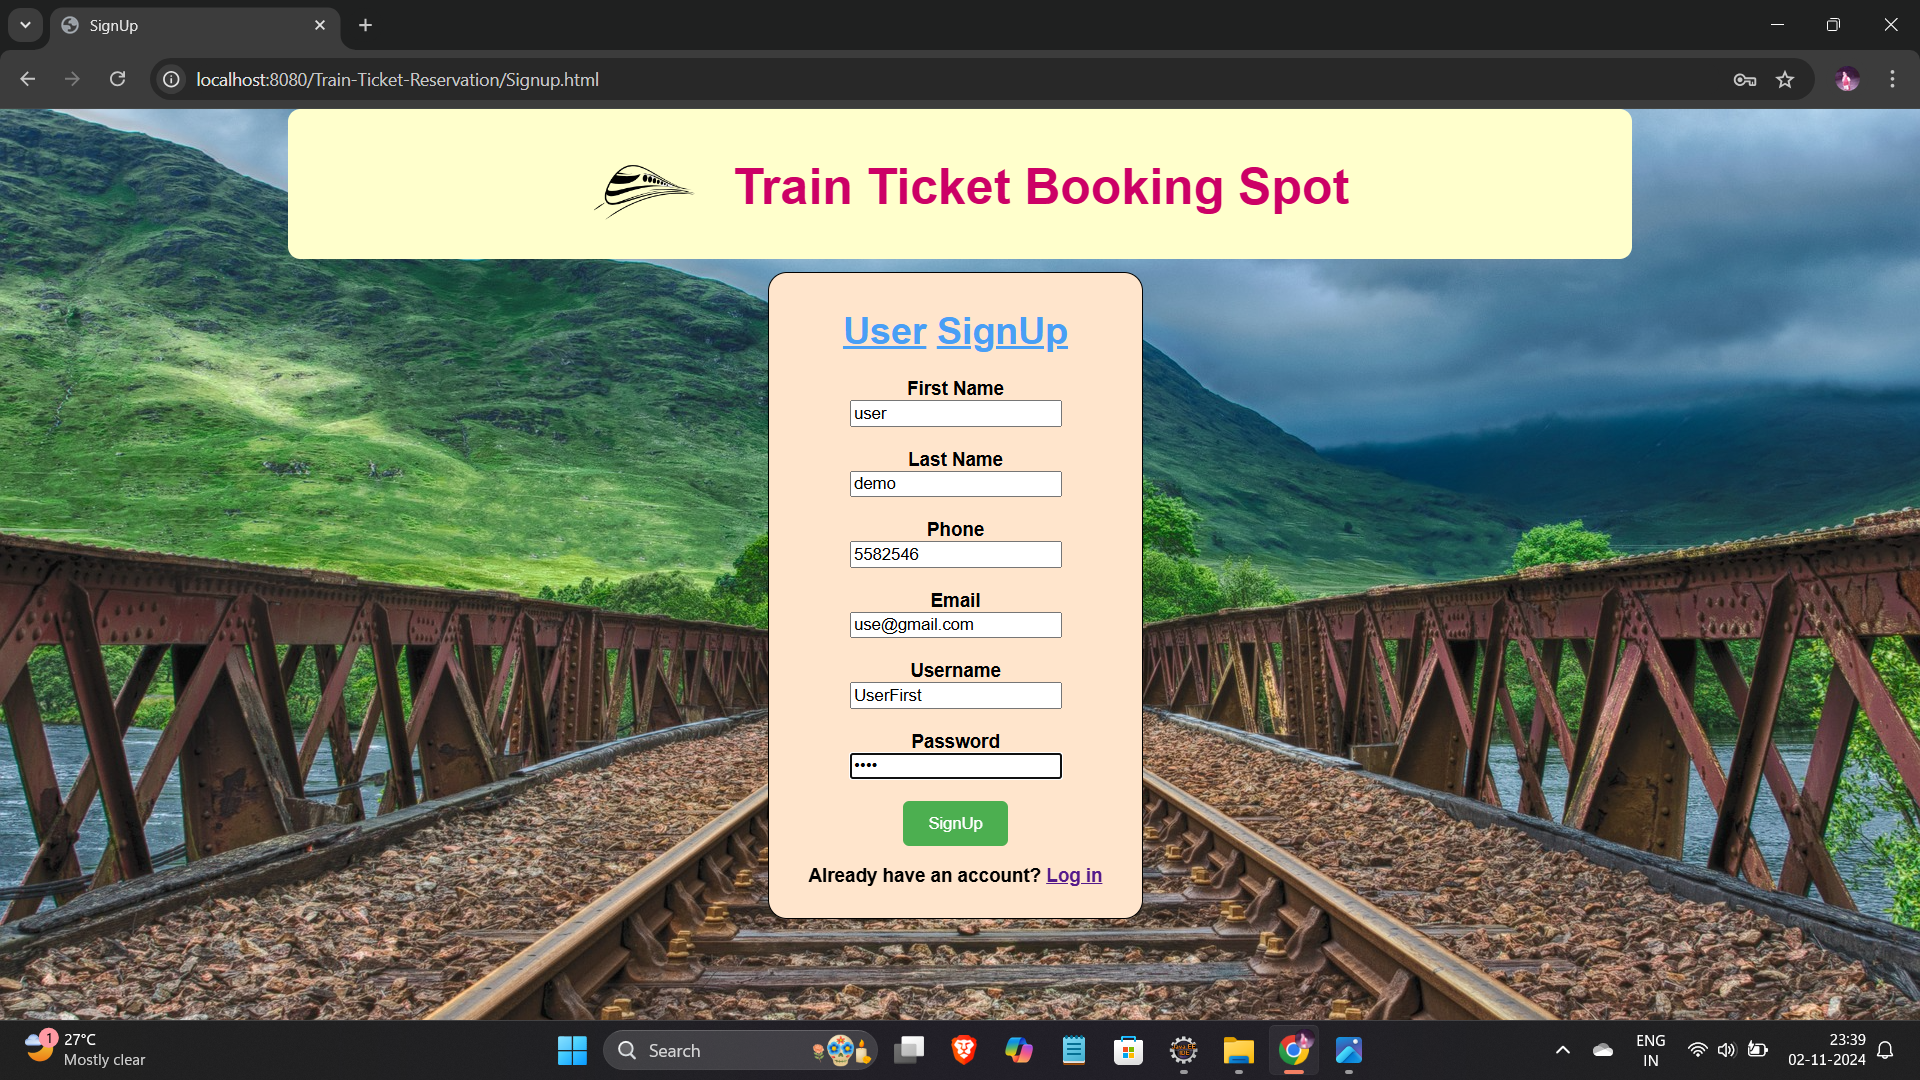 SignUp
localhost:8080/Train-Ticket-Reservation/Signup.html
Train Ticket Booking Spot
User SignUp
First Name
user
Last Name
demo
Phone
5582546
Email
use@gmail.com
Username
UserFirst
Password
••••
SignUp
Already have an account? Log in
1
27°C
Mostly clear
Search
ENG
IN
23:39
02-11-2024